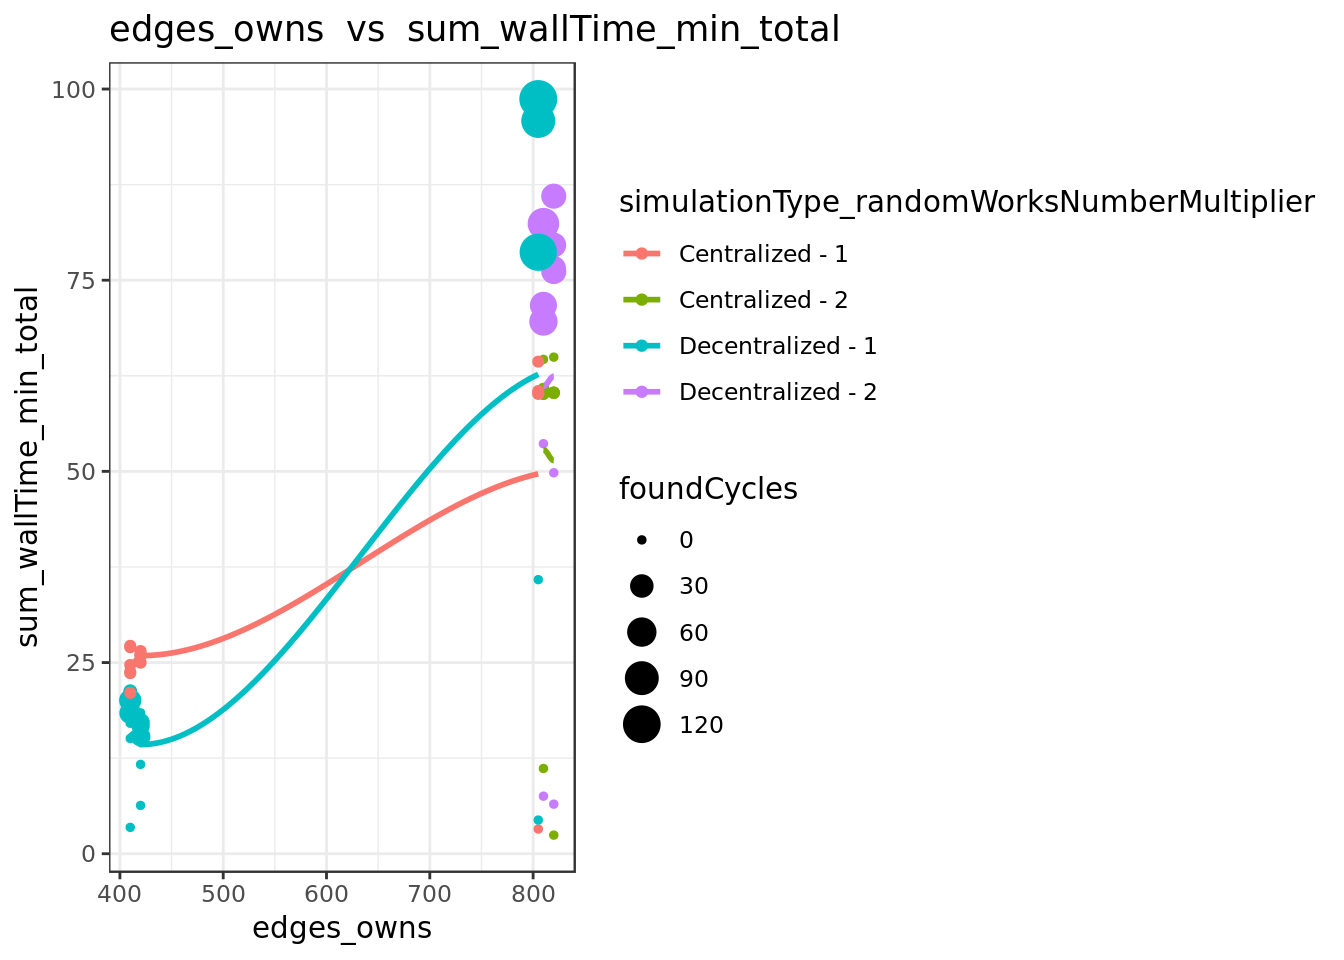 edges_owns  vs  sum_wallTime_min_total
sum_wallTime_min_total
100
75
50
25
0
400 500 600 700 800
edges_owns
simulationType_randomWorksNumberMultiplier
Centralized - 1
Centralized - 2
Decentralized - 1
Decentralized - 2
foundCycles
0
30
60
90
120